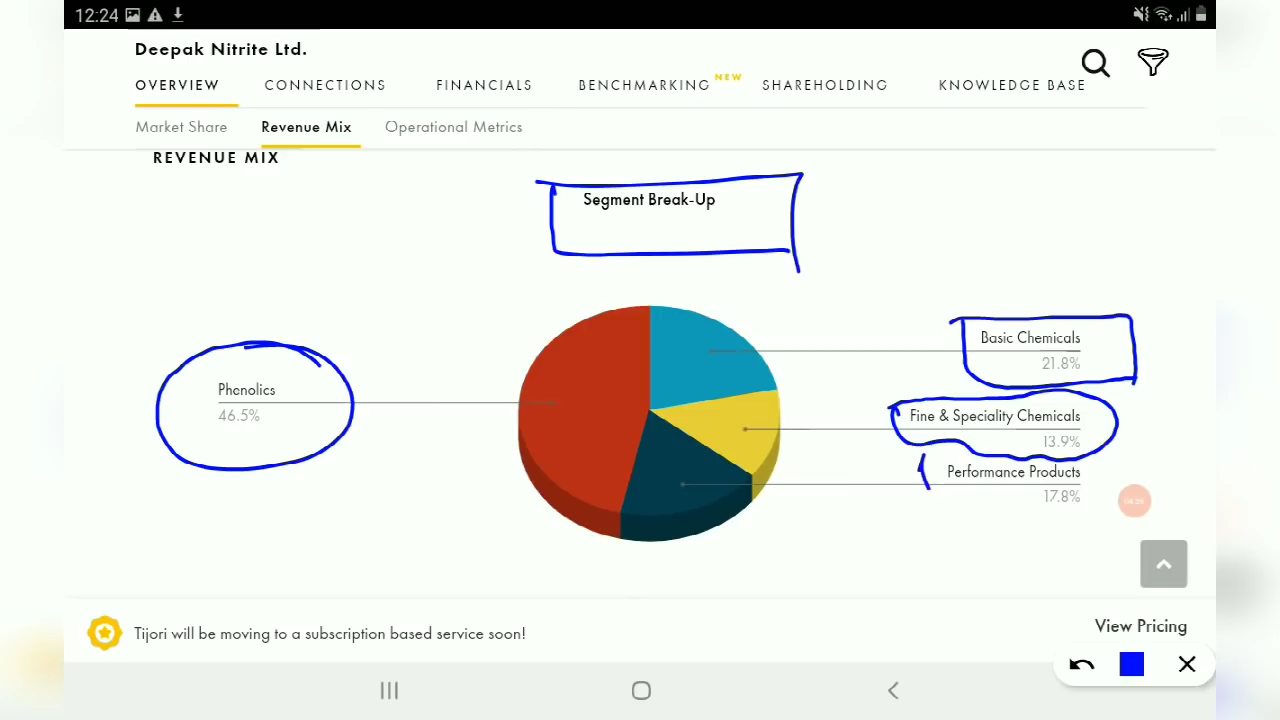 12:24
Deepak Nitrite Ltd.
OVERVIEW CONNECTIONS FINANCIALS BENCHMARKING NEW SHAREHOLDING KNOWLEDGE BASE
Market Share Revenue Mix Operational Metrics
REVENUE MIX
Segment Break-Up
Basic Chemicals
21.8%
Phenolics
46.5%
Fine & Speciality Chemicals
13.9%
Performance Products
17.8%
View Pricing
Tijori will be moving to a subscription based service soon!